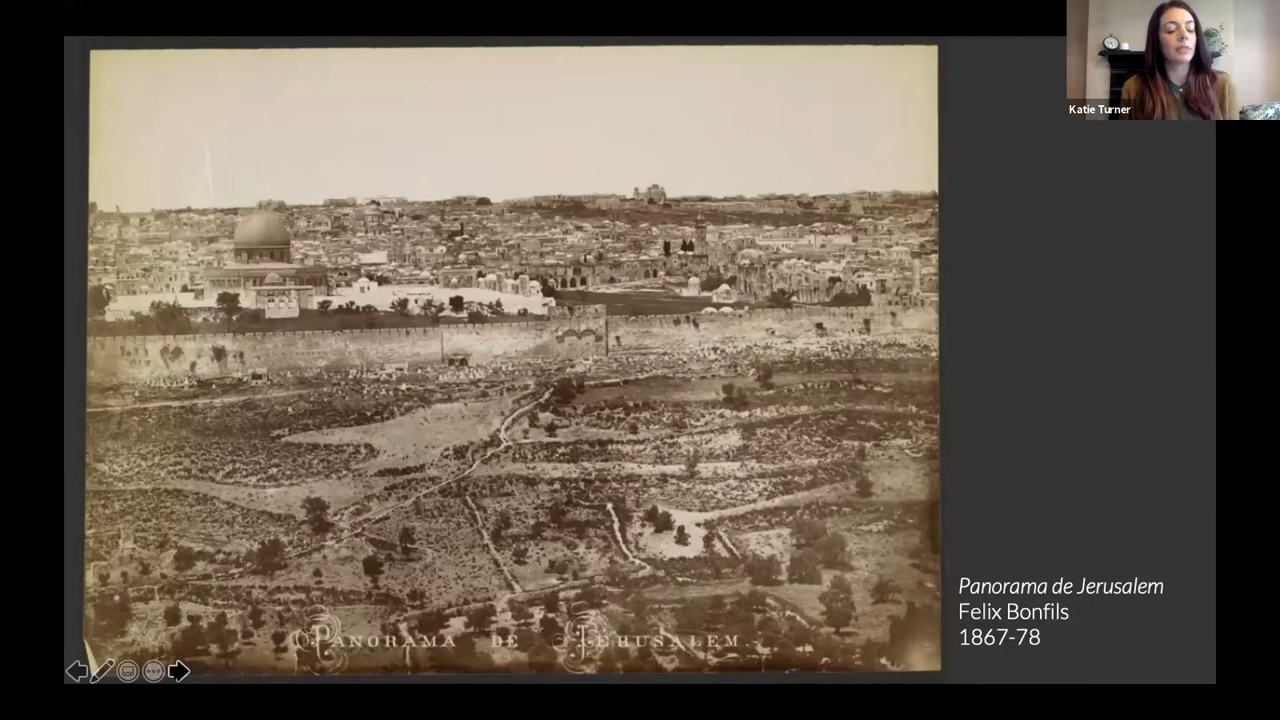 Katie Turner
Panorama de Jerusalem
Felix Bonfils
1867-78
PANORAMA DE JERUSALEM.